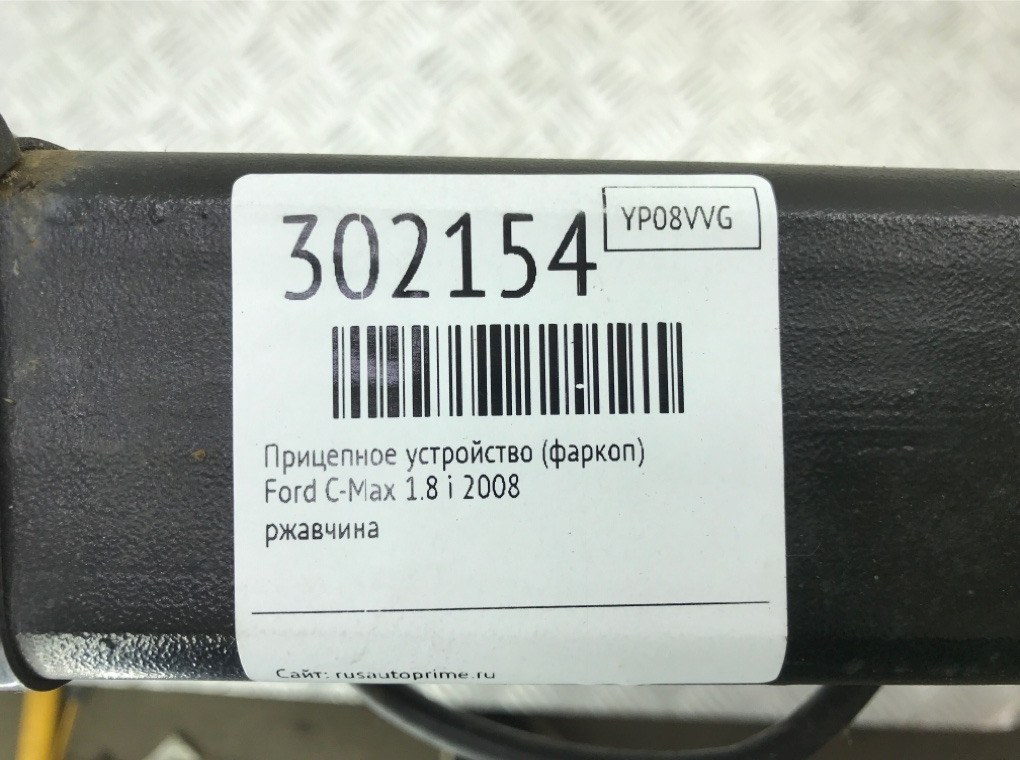 302154
YP08VVG
Прицепное устройство (фаркоп)
Ford C-Max 1.8 i 2008
ржавчина
Сайт: rusautoprime.ru